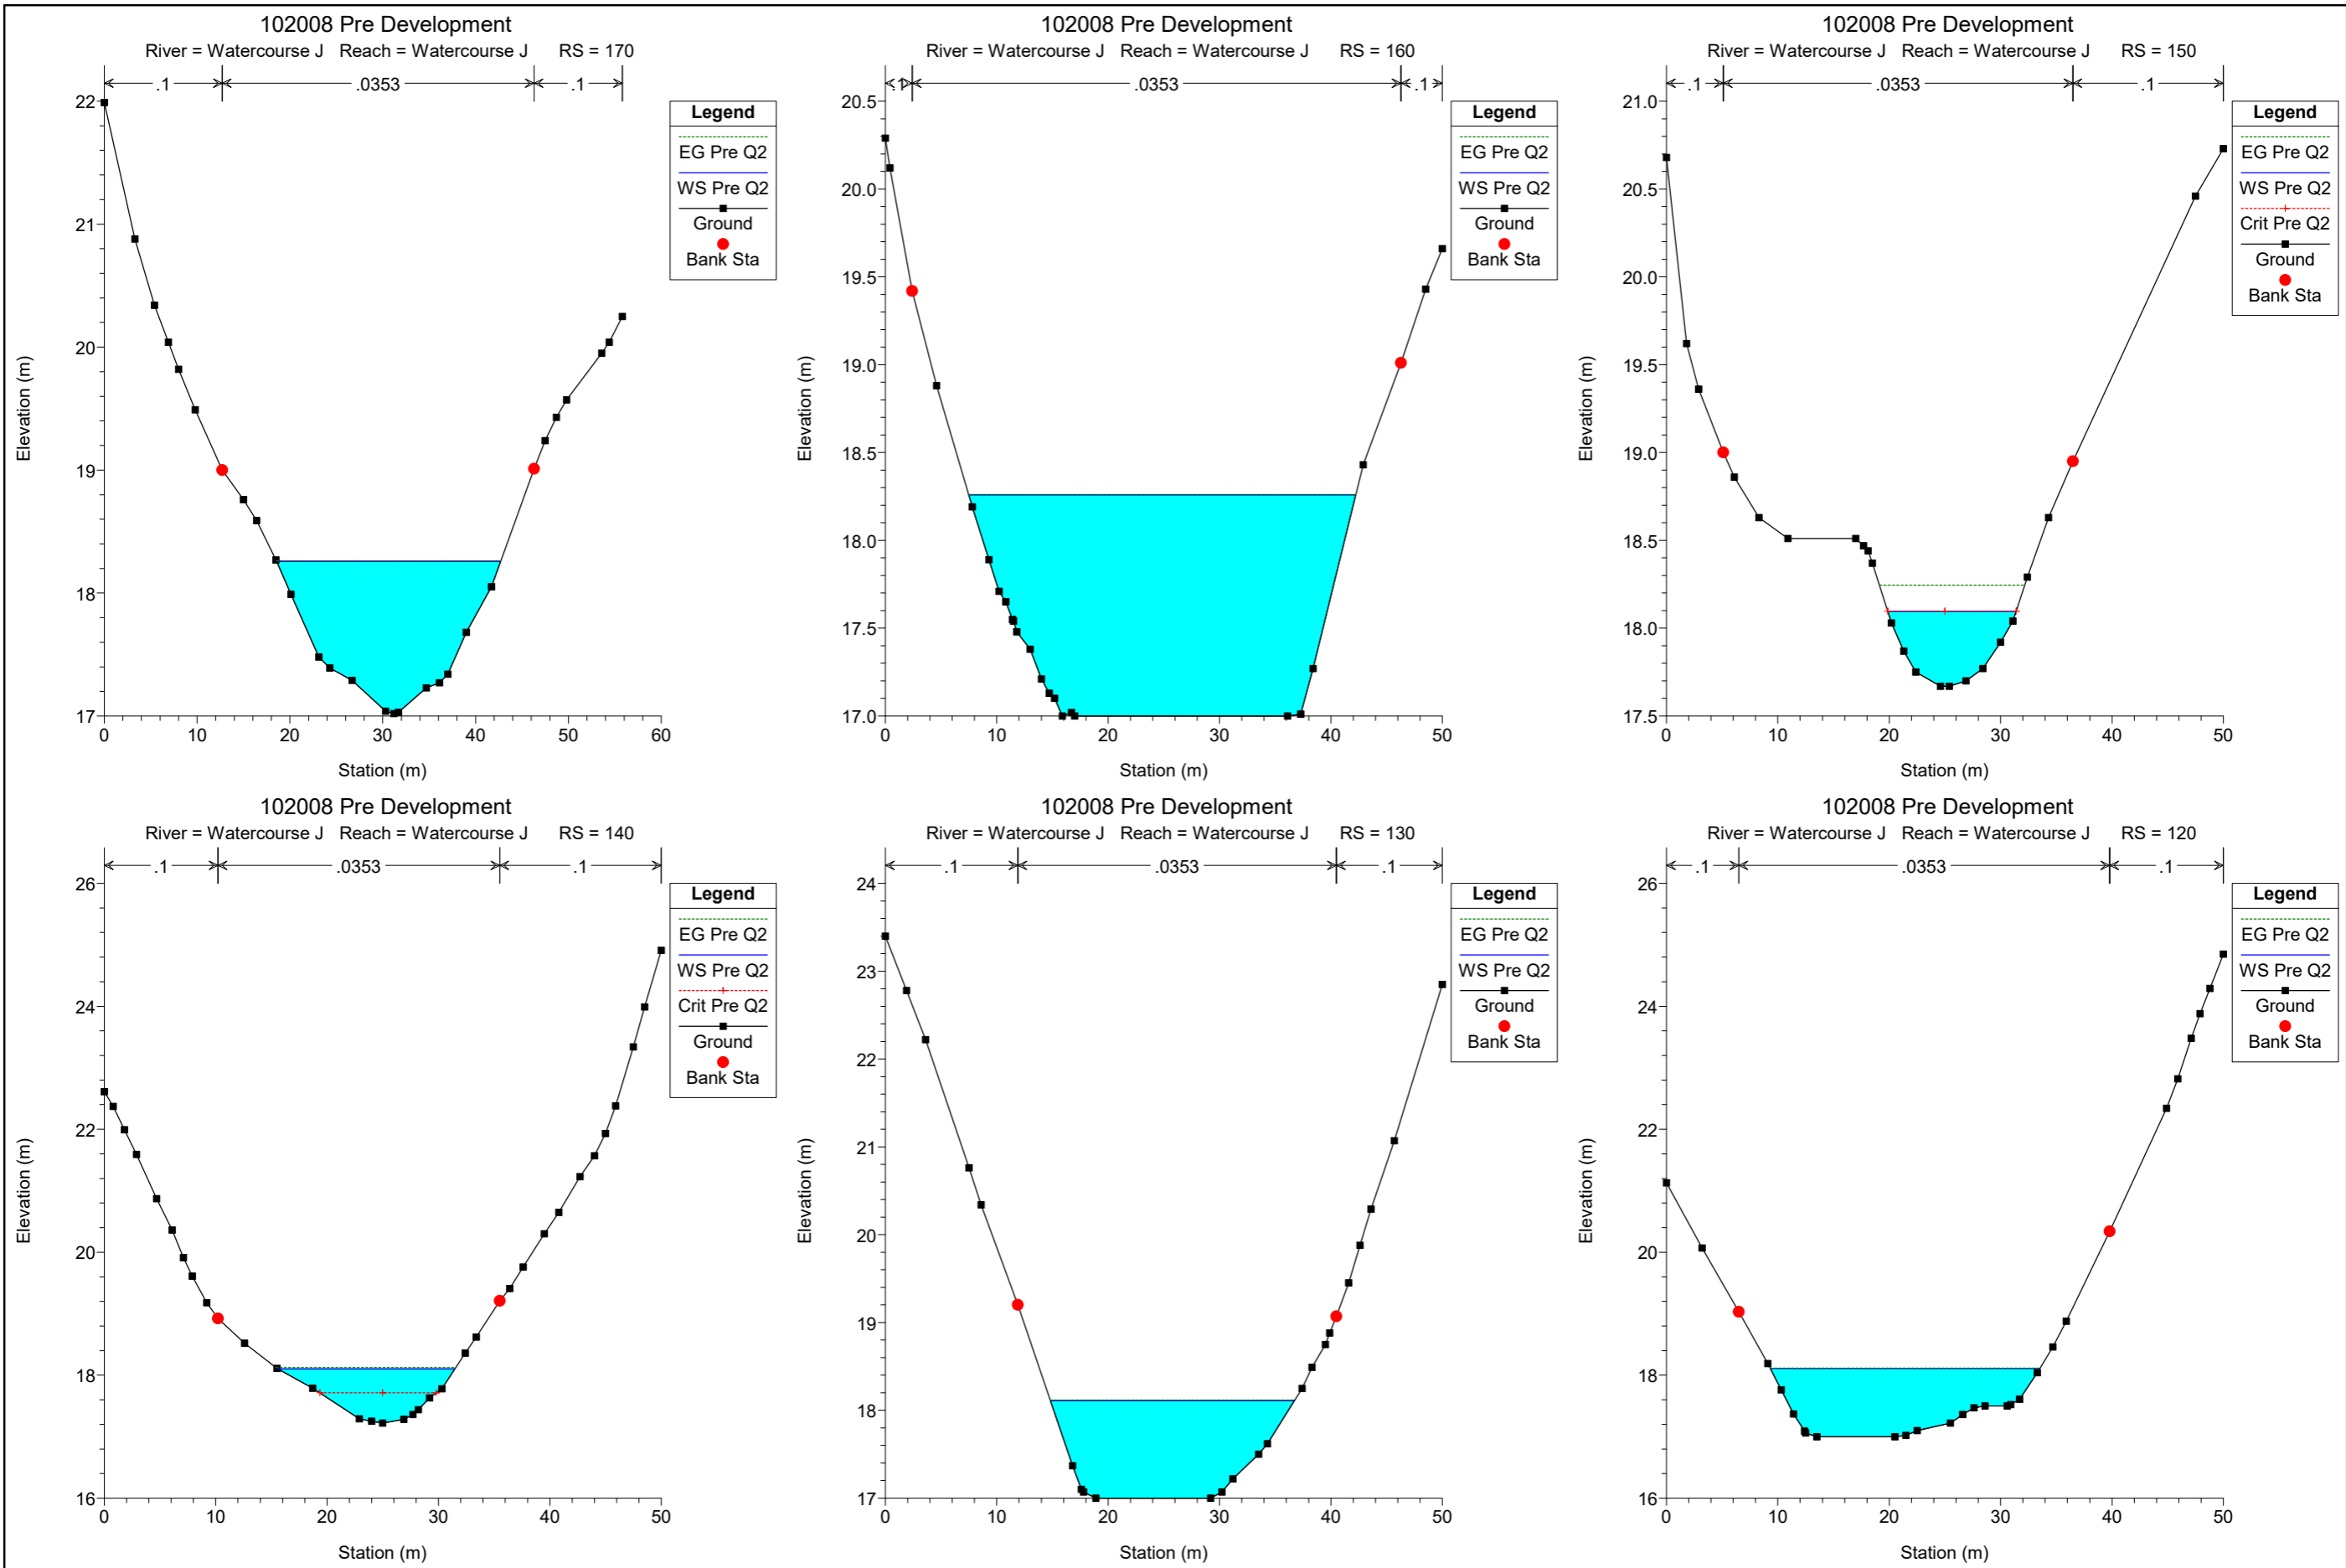 102008 Pre Development
River = Watercourse J Reach = Watercourse J RS = 170
.1 .0353 .1
22
21
20
19
18
17
Elevation (m)
0 10 20 30 40 50 60
Station (m)
Legend
EG Pre Q2
WS Pre Q2
Ground
Bank Sta
102008 Pre Development
River = Watercourse J Reach = Watercourse J RS = 160
.1 .0353 .1
20.5
20.0
19.5
19.0
18.5
18.0
17.5
17.0
Elevation (m)
0 10 20 30 40 50
Station (m)
Legend
EG Pre Q2
WS Pre Q2
Ground
Bank Sta
102008 Pre Development
River = Watercourse J Reach = Watercourse J RS = 150
.1 .0353 .1
21.0
20.5
20.0
19.5
19.0
18.5
18.0
17.5
Elevation (m)
0 10 20 30 40 50
Station (m)
Legend
EG Pre Q2
WS Pre Q2
Crit Pre Q2
Ground
Bank Sta
102008 Pre Development
River = Watercourse J Reach = Watercourse J RS = 140
.1 .0353 .1
26
24
22
20
18
16
Elevation (m)
0 10 20 30 40 50
Station (m)
Legend
EG Pre Q2
WS Pre Q2
Crit Pre Q2
Ground
Bank Sta
102008 Pre Development
River = Watercourse J Reach = Watercourse J RS = 130
.1 .0353 .1
24
23
22
21
20
19
18
17
Elevation (m)
0 10 20 30 40 50
Station (m)
Legend
EG Pre Q2
WS Pre Q2
Ground
Bank Sta
102008 Pre Development
River = Watercourse J Reach = Watercourse J RS = 120
.1 .0353 .1
26
24
22
20
18
16
Elevation (m)
0 10 20 30 40 50
Station (m)
Legend
EG Pre Q2
WS Pre Q2
Ground
Bank Sta